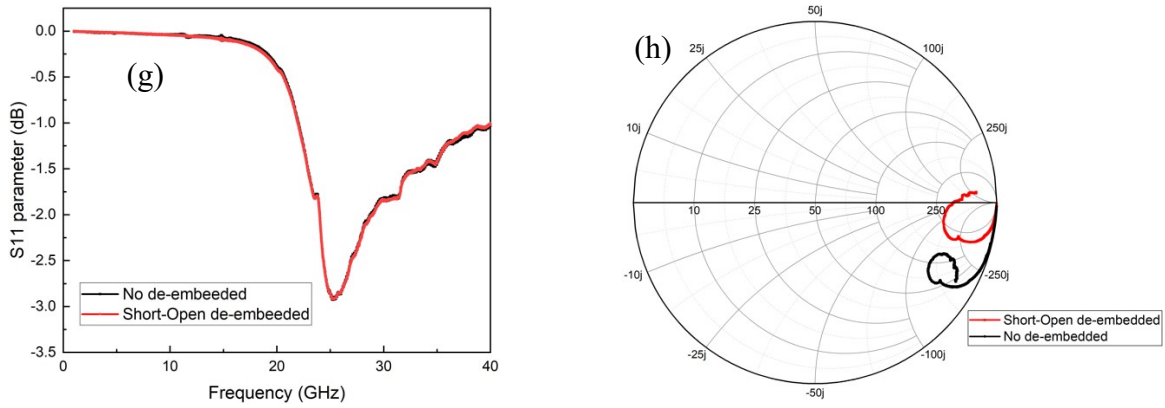 (g)
S11 parameter (dB)
0.0
-0.5
-1.0
-1.5
-2.0
-2.5
-3.0
-3.5
No de-embeeded
Short-Open de-embeeded
0 10 20 30 40
Frequency (GHz)
(h)
50j
25j 100j
10j 250j
10 25 50 100 250
-10j -250j
-25j -100j
-50j
Short-Open de-embedded
No de-embedded